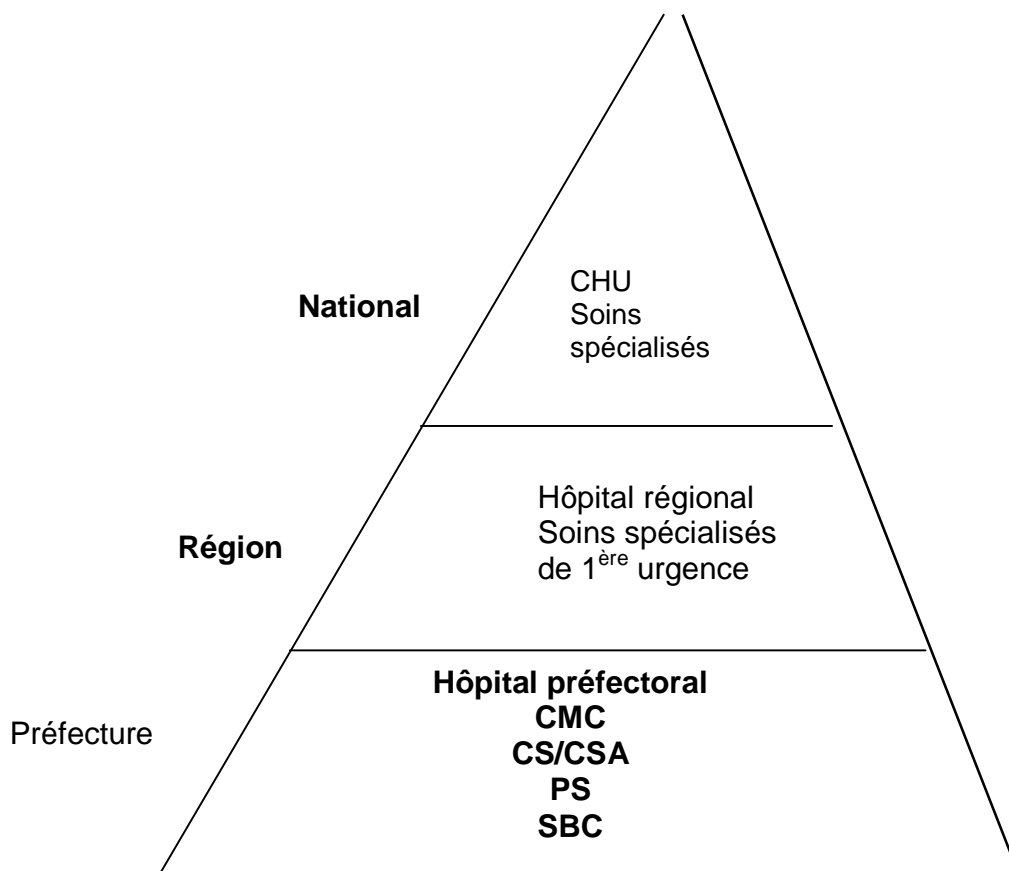 National
CHU
Soins
spécialisés
Région
Hôpital régional
Soins spécialisés
de 1ère urgence
Préfecture
Hôpital préfectoral
CMC
CS/CSA
PS
SBC